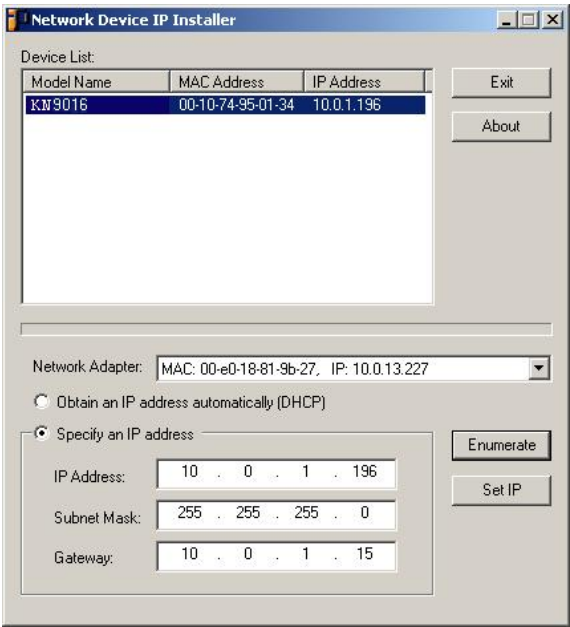 Network Device IP Installer
Device List:
Model Name MAC Address IP Address
KN9016 00-10-74-95-01-34 10.0.1.196
Exit
About
Network Adapter: MAC: 00-e0-18-81-9b-27, IP: 10.0.13.227
Obtain an IP address automatically (DHCP)
Specify an IP address
IP Address: 10 . 0 . 1 . 196
Subnet Mask: 255 . 255 . 255 . 0
Gateway: 10 . 0 . 1 . 15
Enumerate
Set IP